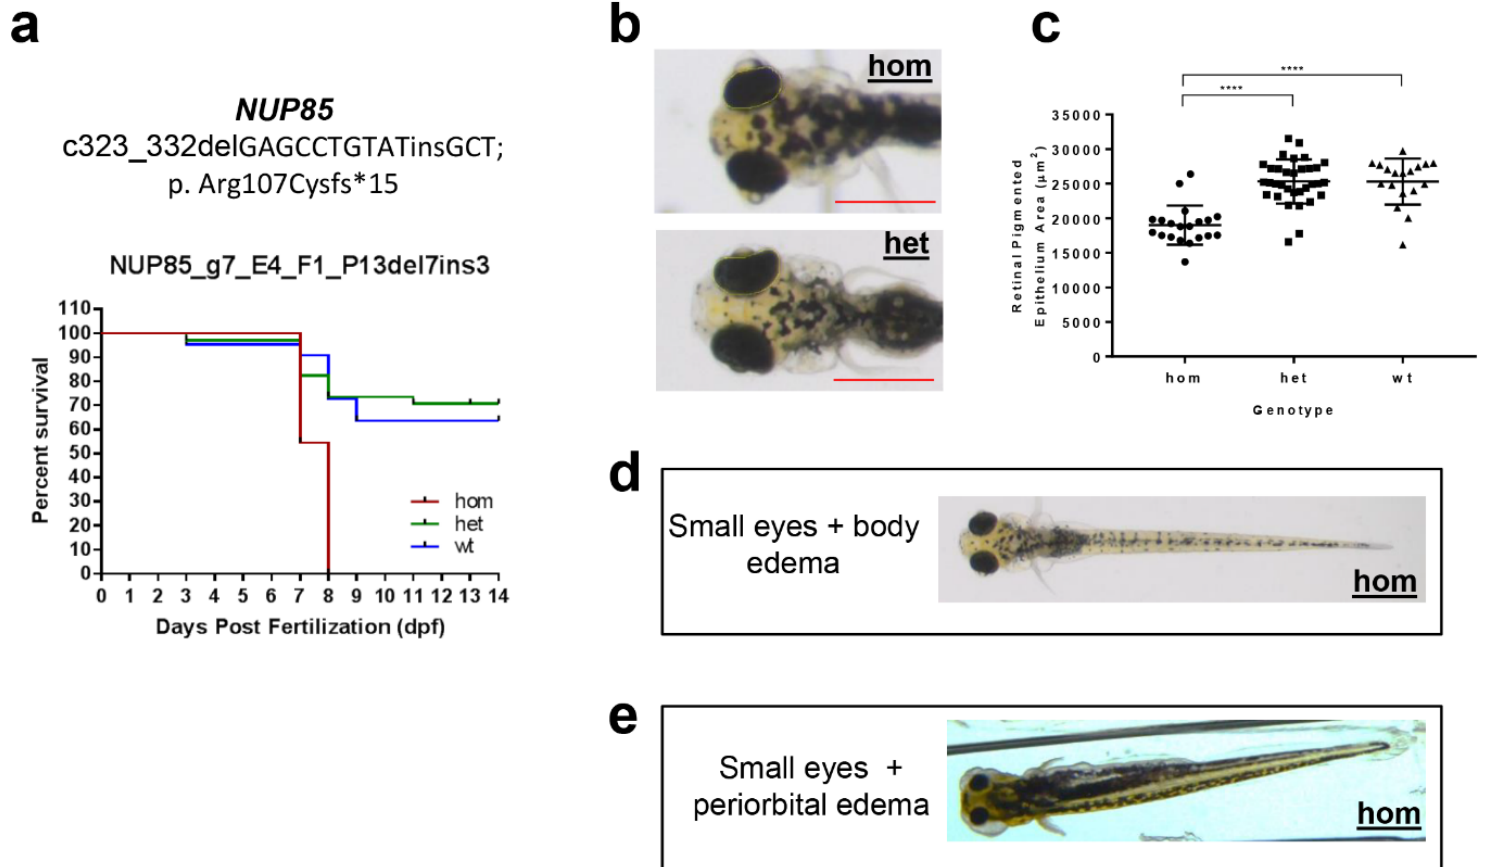 a
NUP85
c323_332delGAGCCTGTATinsGCT;
p. Arg107Cysfs*15
NUP85_g7_E4_F1_P13del7ins3
110
100
90
80
70
60
50
40
30
20
10
0
Percent survival
hom
het
wt
0 1 2 3 4 5 6 7 8 9 10 11 12 13 14
Days Post Fertilization (dpf)
b
hom
het
c
****
****
35000
30000
25000
20000
15000
10000
5000
0
Retinal Pigmented
Epithelium Area (µm²)
hom het wt
Genotype
d
Small eyes + body
edema
hom
e
Small eyes +
periorbital edema
hom